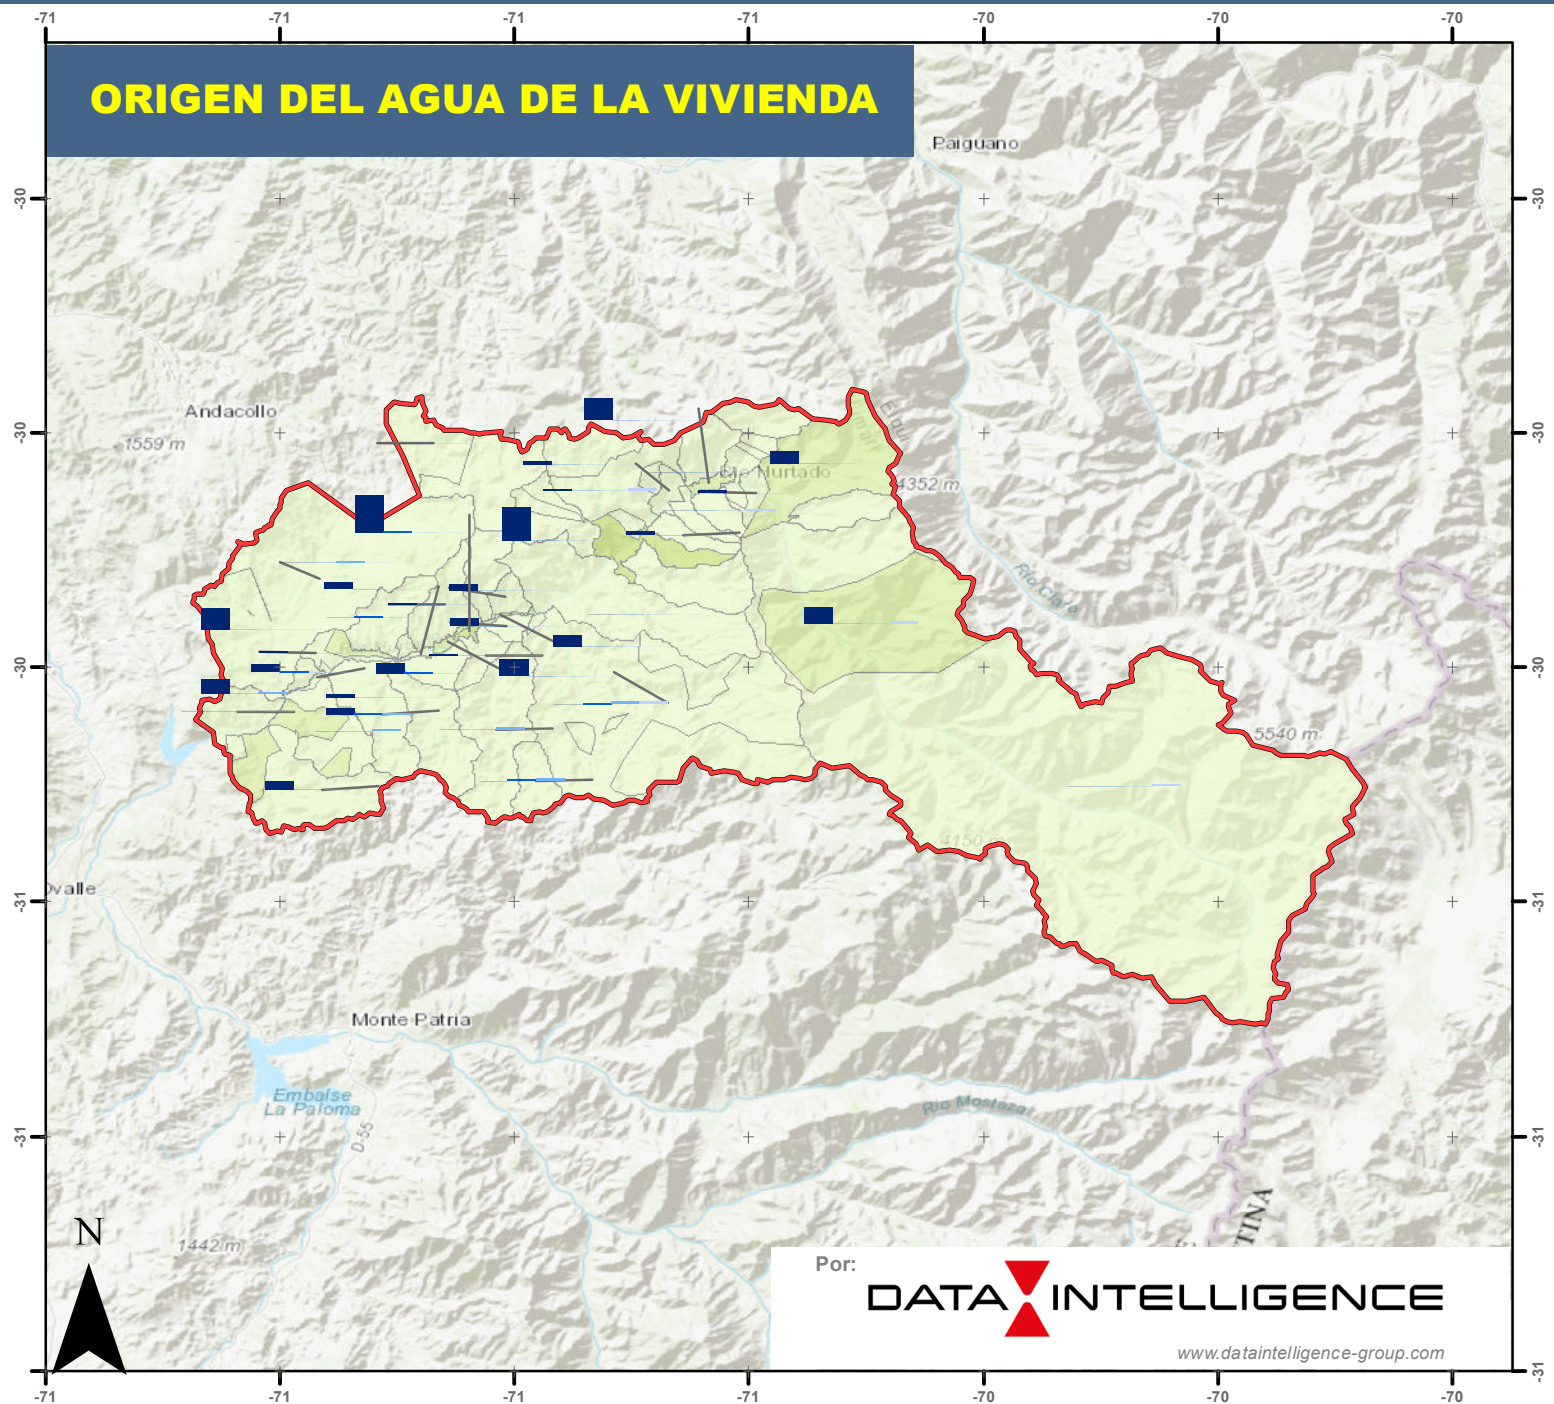 -71 -71 -71 -71 -70 -70 -70
ORIGEN DEL AGUA DE LA VIVIENDA
Paiguano
-30 -30
Andacollo
-30 -30
1559 m
Hurtado
4352 m
Río Claro
-30 -30
5540 m
4150 m
Ovalle
-31 -31
Monte Patria
Embalse
La Paloma
Río Mostazal
D-55
-31 -31
TINA
N
1442 m
Por:
DATA INTELLIGENCE
www.dataintelligence-group.com
-31
-71 -71 -71 -71 -70 -70 -70